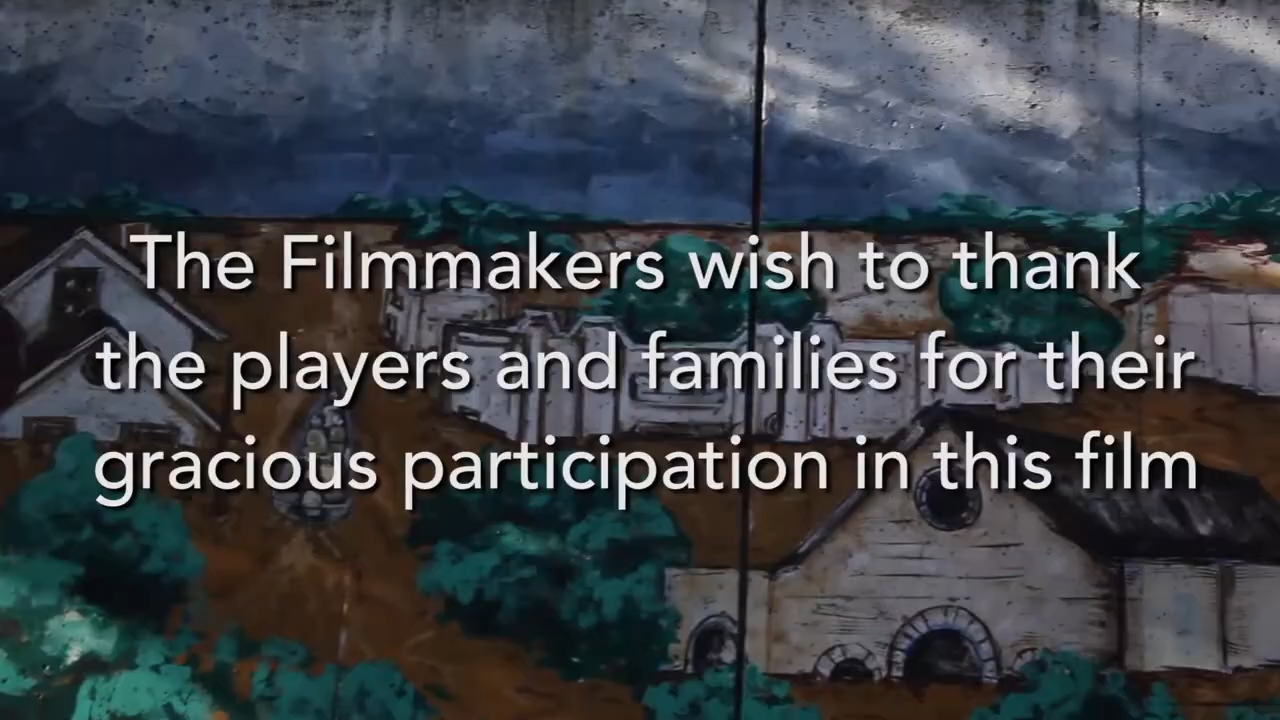 The Filmmakers wish to thank
the players and families for their
gracious participation in this film